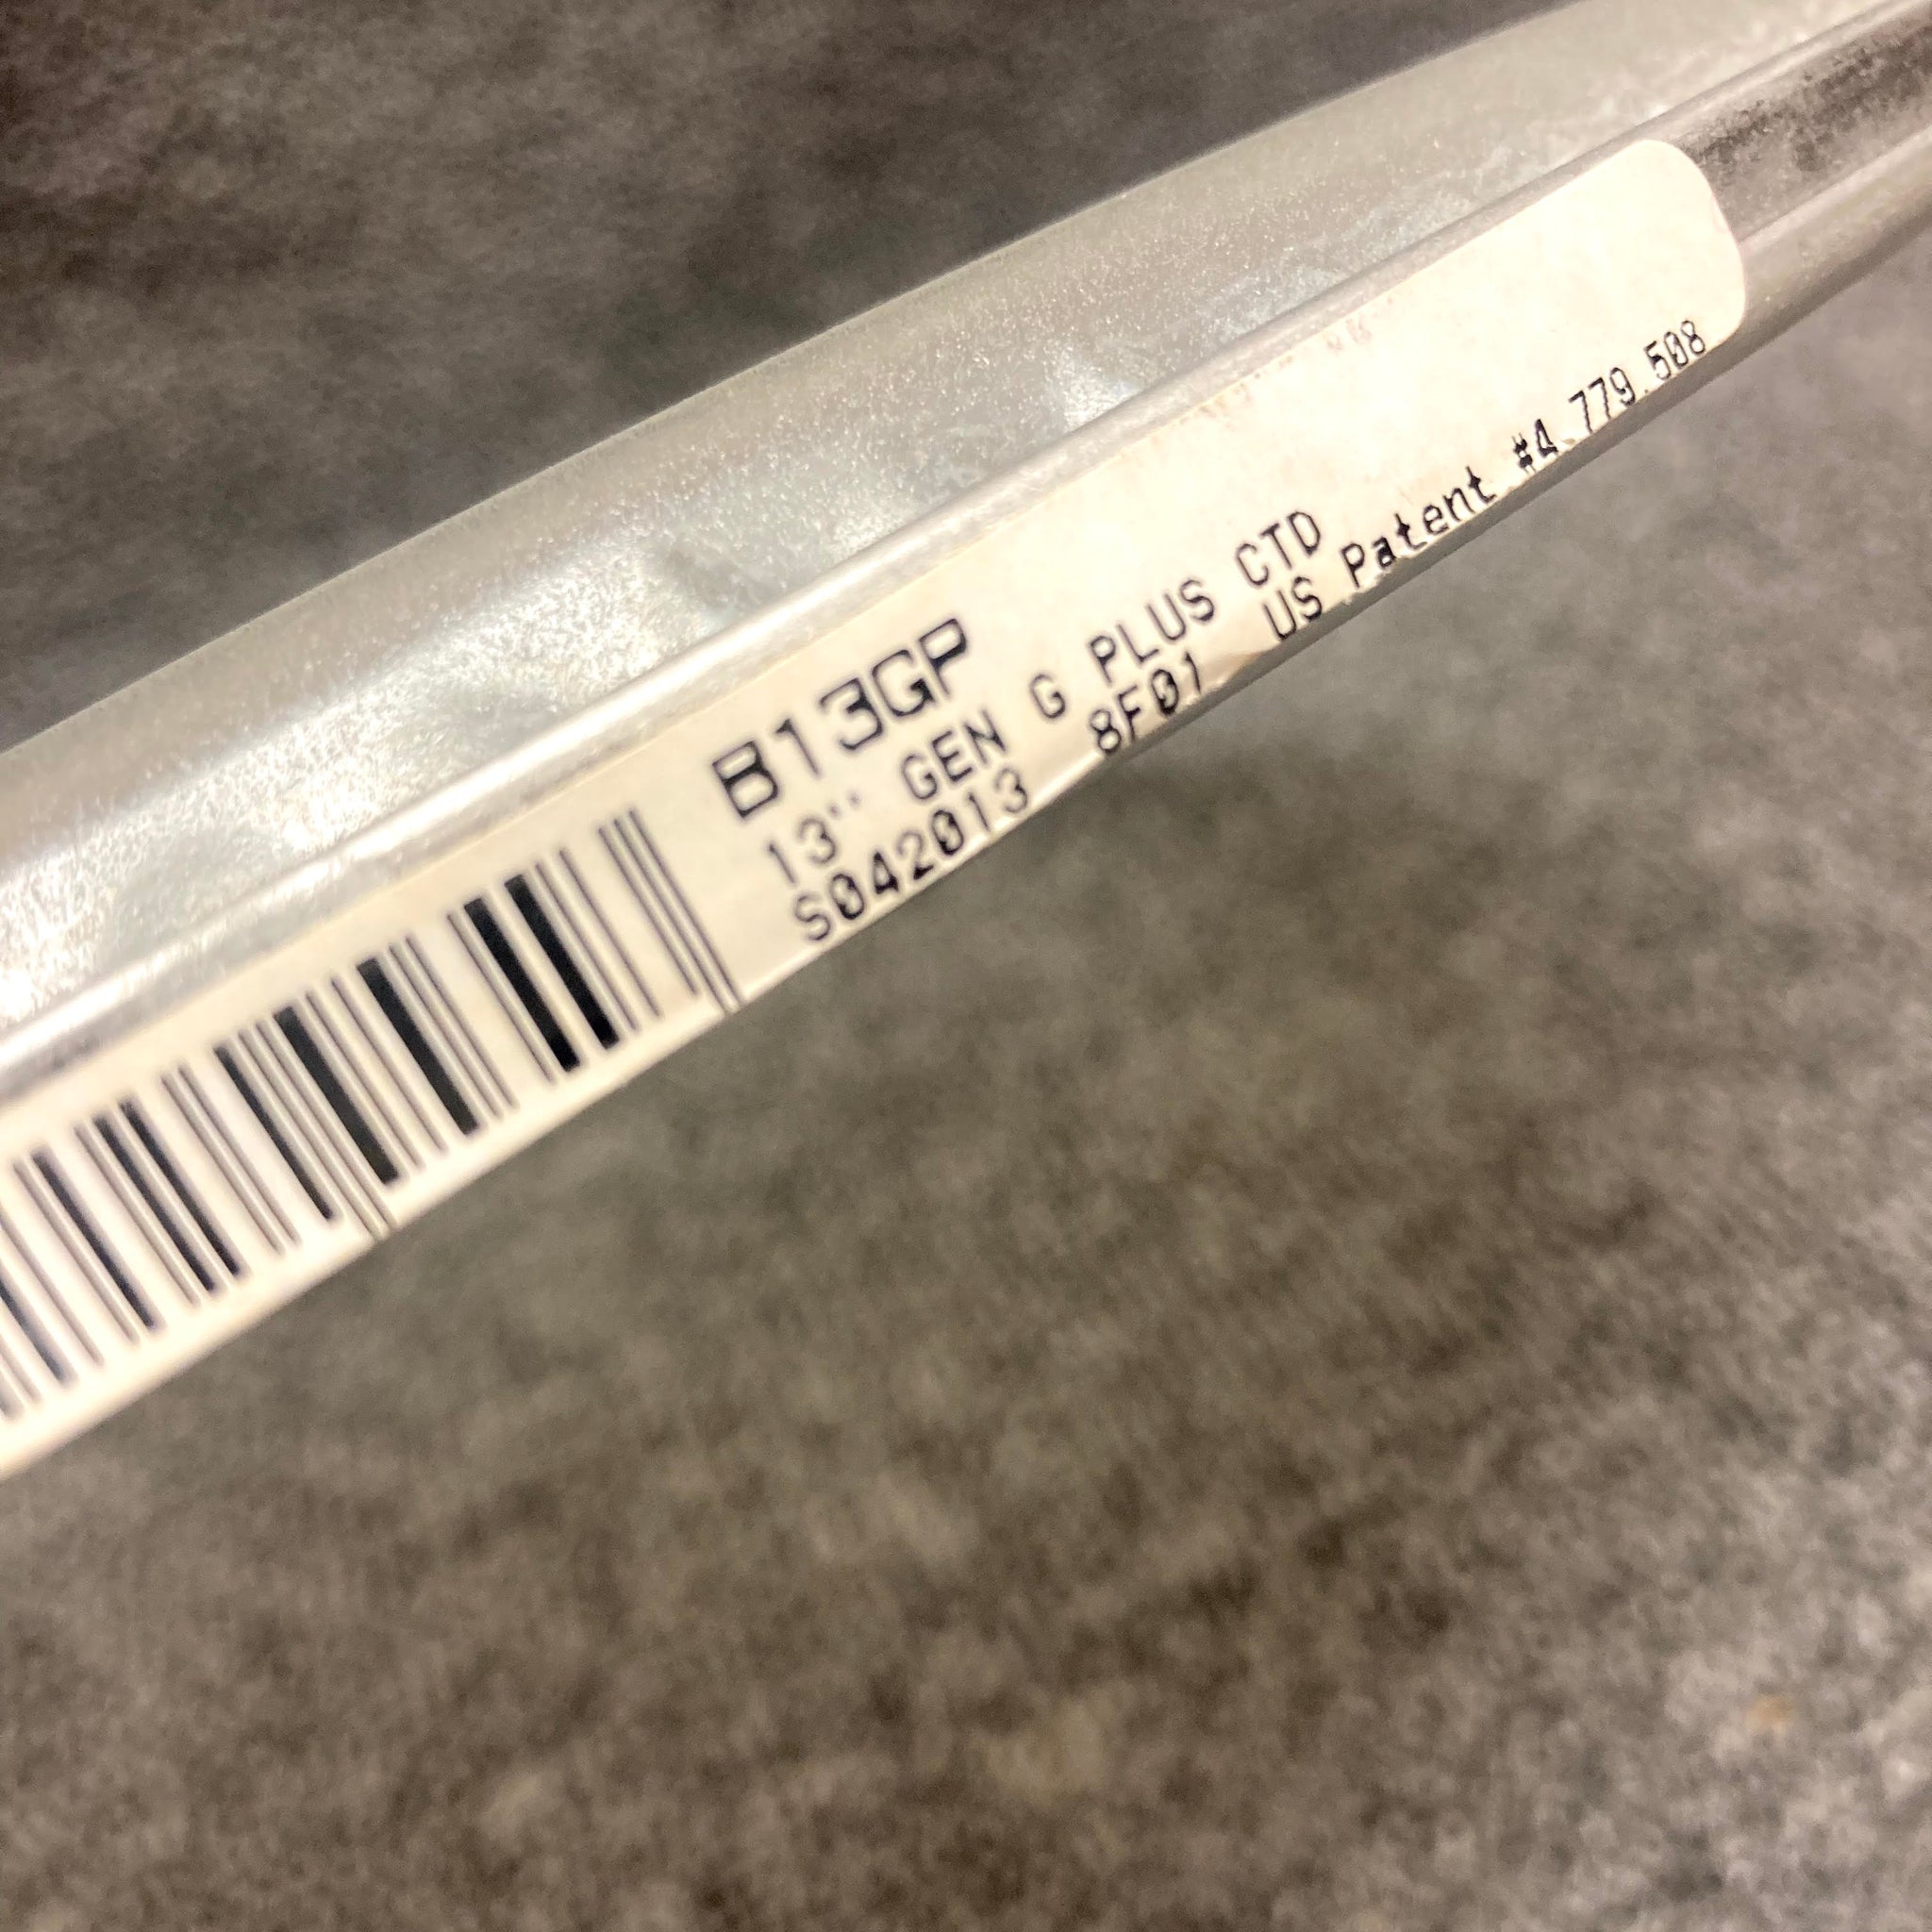 B13GP
13" GEN G PLUS CTD
S042013 8F01 US Patent #4,779,508